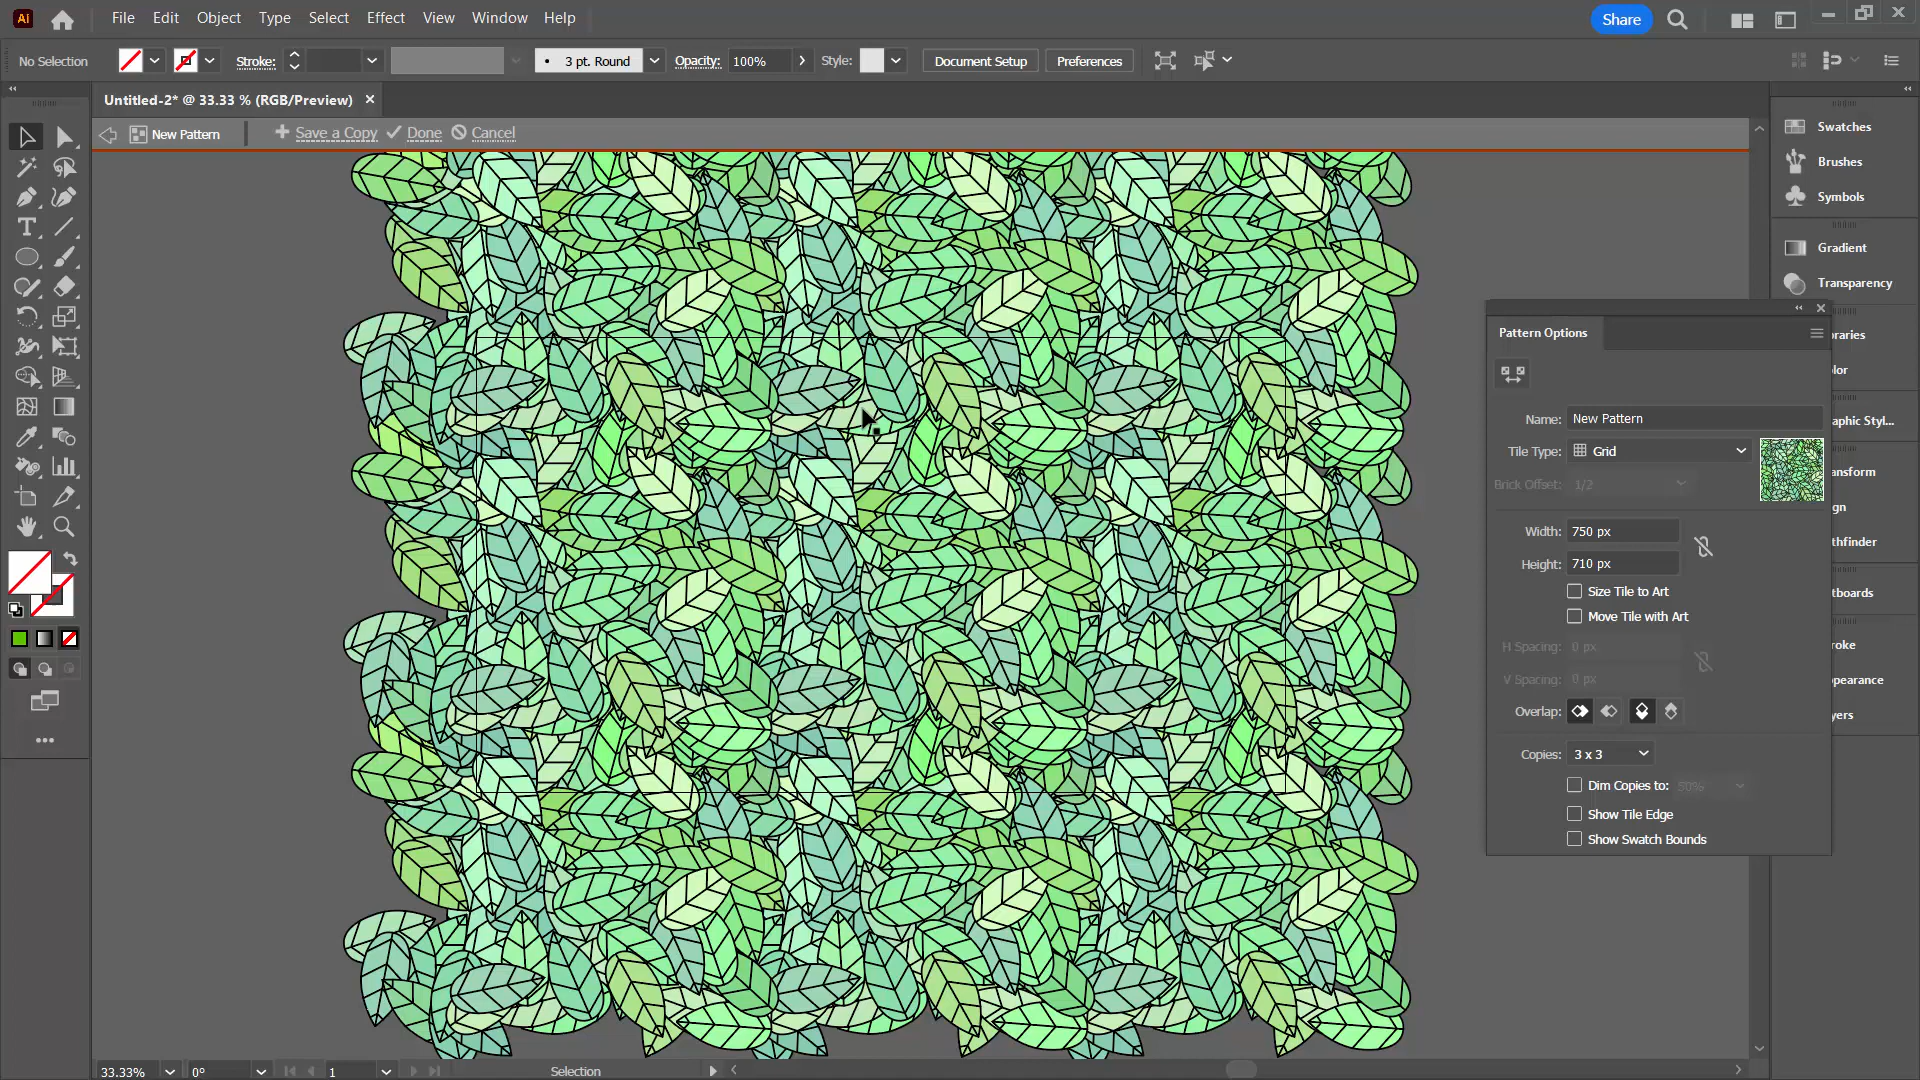 Ai File Edit Object Type Select Effect View Window Help Share
No Selection Stroke: 3 pt. Round Opacity: 100% Style: Document Setup Preferences
Untitled-2* @ 33.33 % (RGB/Preview)
New Pattern Save a Copy Done Cancel
Swatches
Brushes
Symbols
Gradient
Transparency
Pattern Options
raries
lor
Name: New Pattern
aphic Styl...
Tile Type: Grid
ansform
Brick Offset: 1/2
gn
Width: 750 px
thfinder
Height: 710 px
Size Tile to Art
tboards
Move Tile with Art
H Spacing: 0 px
roke
V Spacing: 0 px
pearance
Overlap:
yers
Copies: 3 x 3
Dim Copies to: 50%
Show Tile Edge
Show Swatch Bounds
33.33% 0° 1 Selection